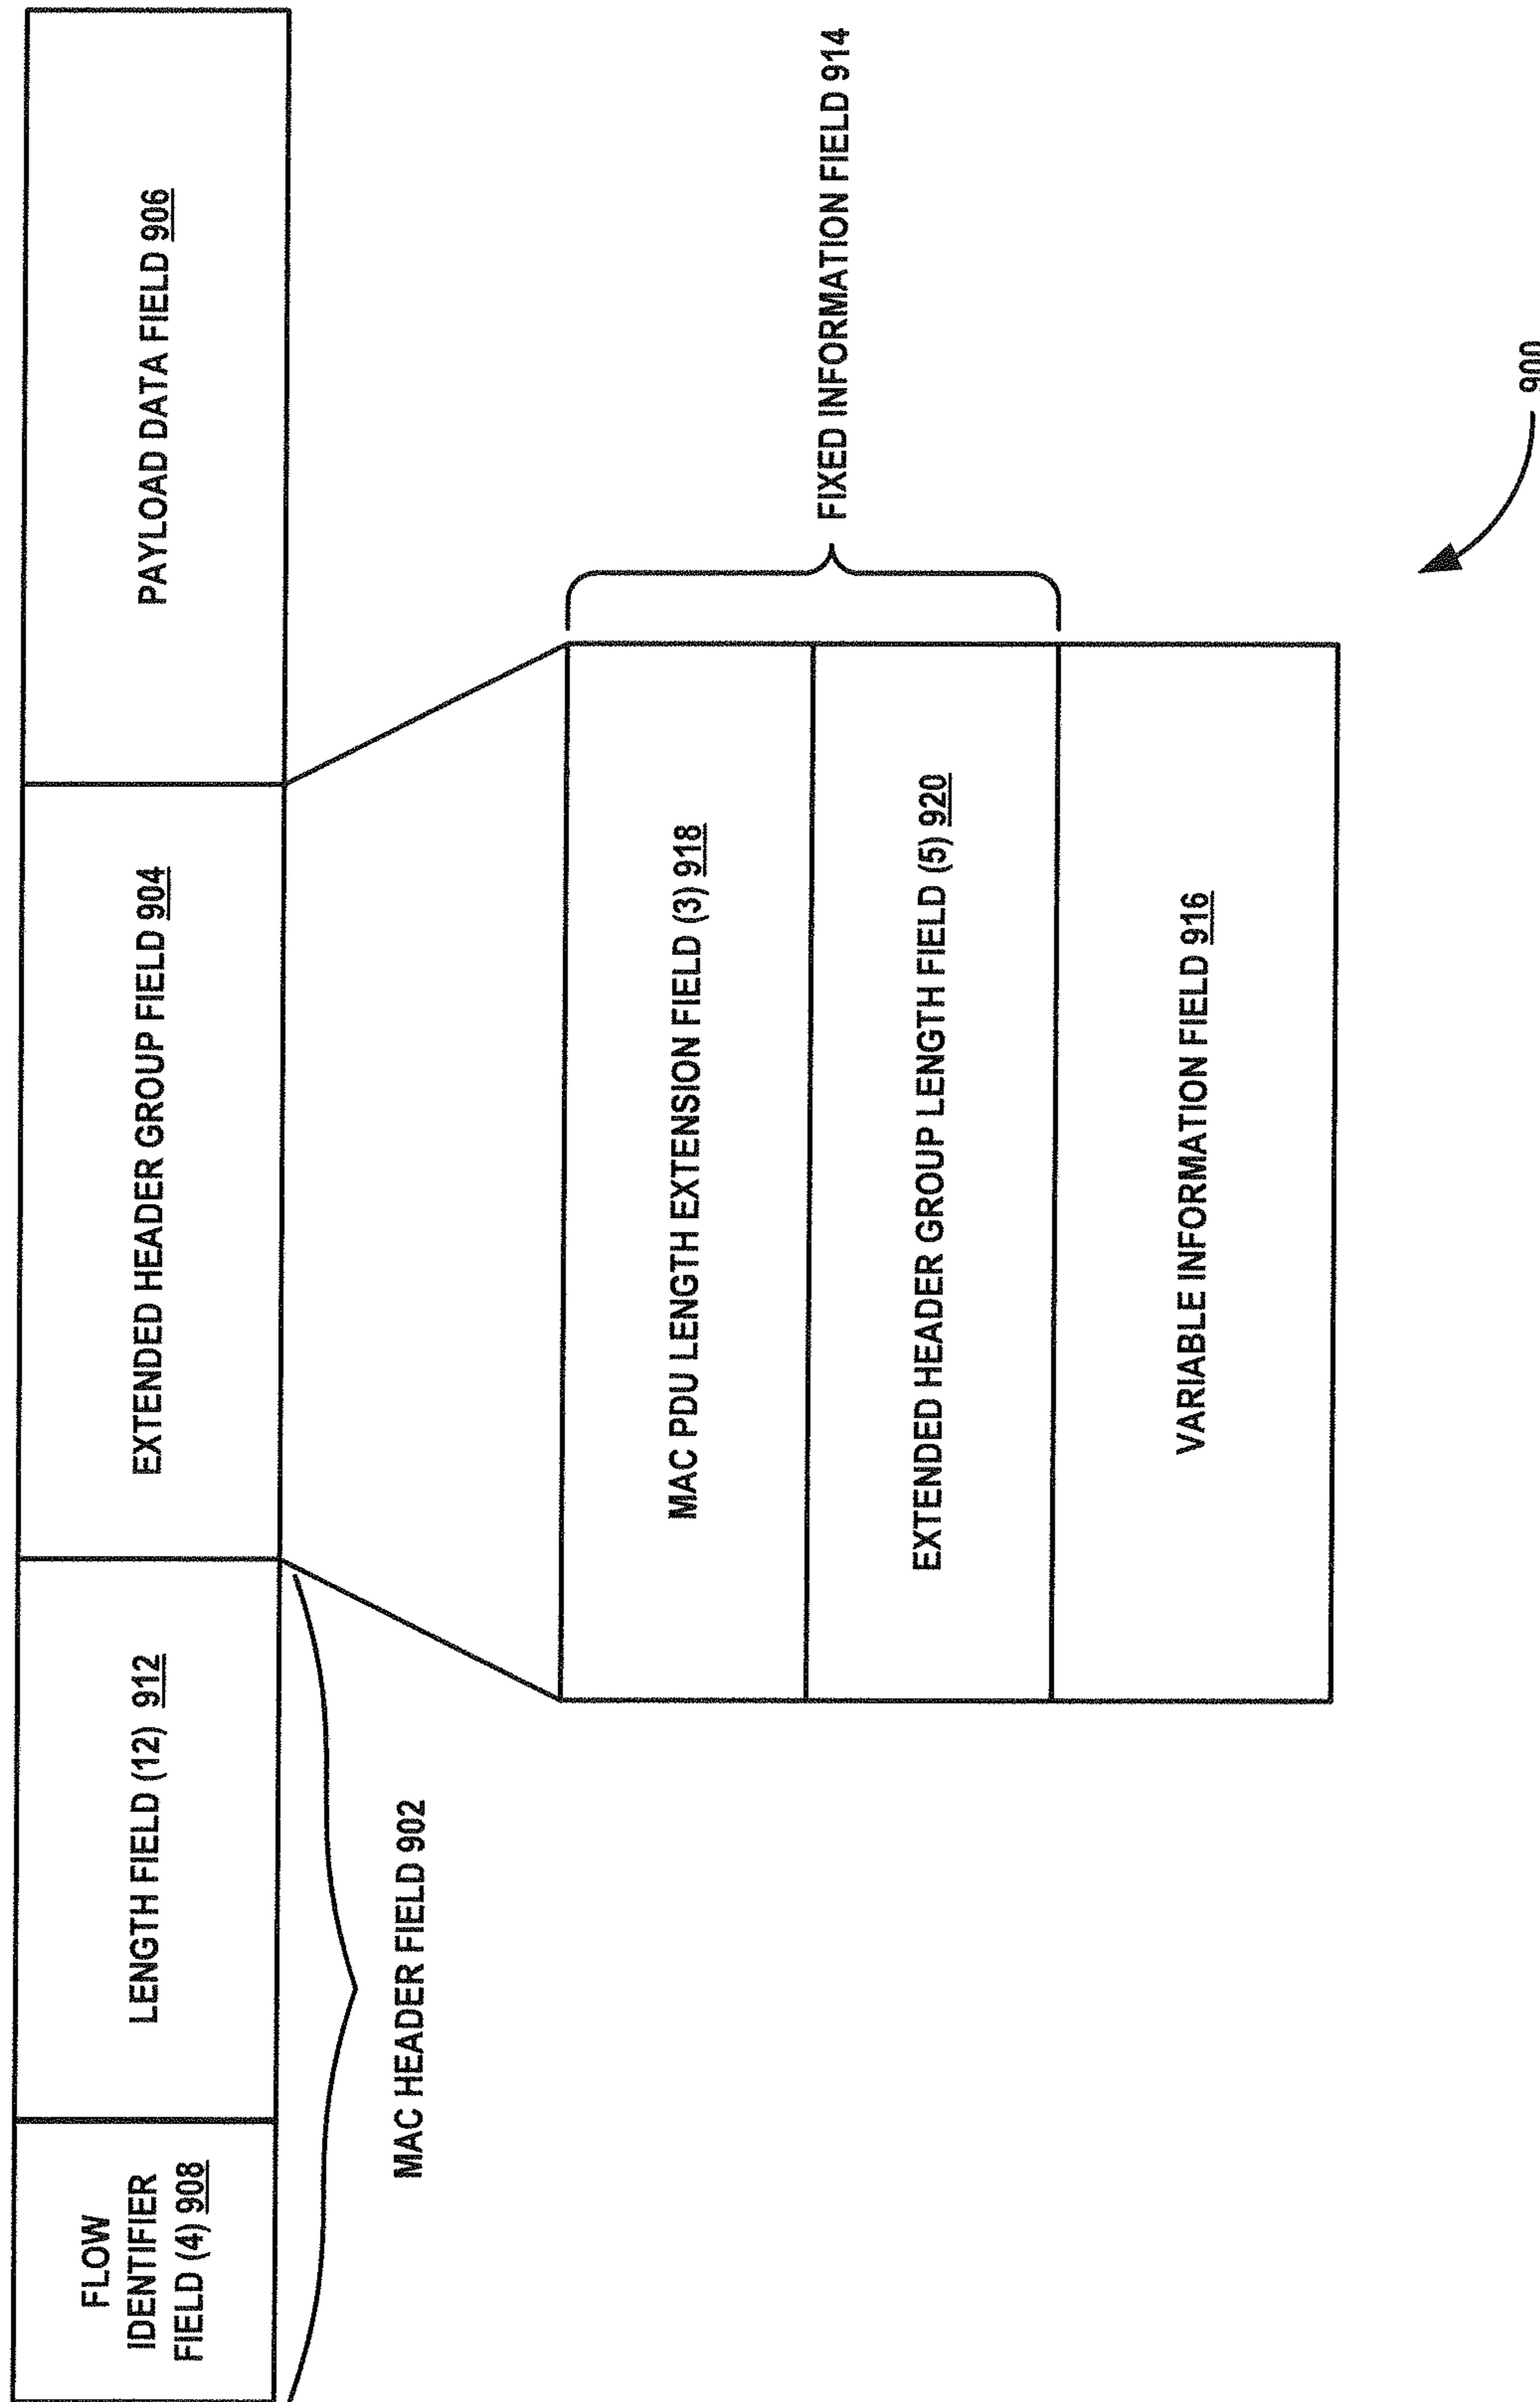 FLOW
IDENTIFIER
FIELD (4) 908
LENGTH FIELD (12) 912
EXTENDED HEADER GROUP FIELD 904
PAYLOAD DATA FIELD 906
MAC HEADER FIELD 902
MAC PDU LENGTH EXTENSION FIELD (3) 918
EXTENDED HEADER GROUP LENGTH FIELD (5) 920
VARIABLE INFORMATION FIELD 916
FIXED INFORMATION FIELD 914
900